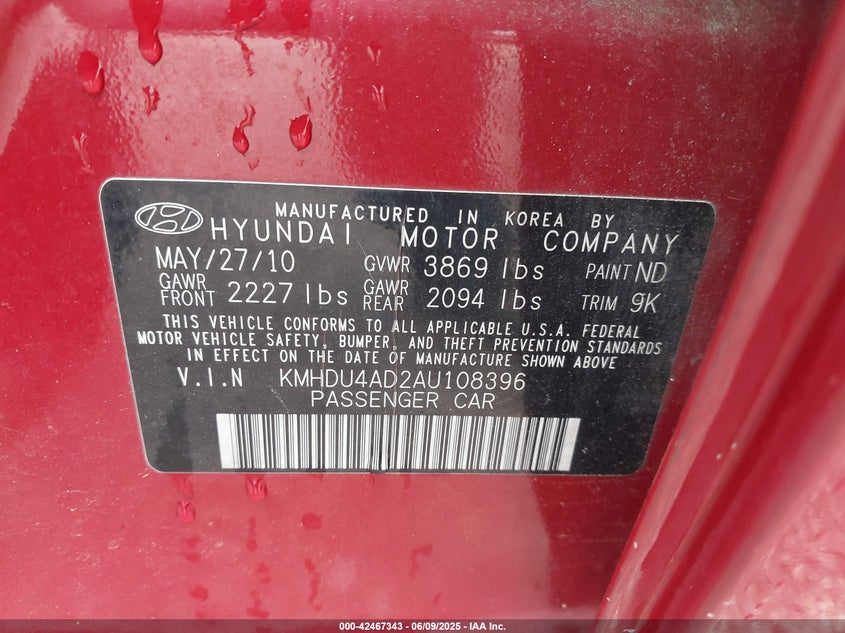 MANUFACTURED IN KOREA BY
HYUNDAI MOTOR COMPANY
MAY/27/10 GVWR 3869 lbs PAINT ND
GAWR FRONT 2227 lbs GAWR REAR 2094 lbs TRIM 9K
THIS VEHICLE CONFORMS TO ALL APPLICABLE U.S.A. FEDERAL
MOTOR VEHICLE SAFETY, BUMPER, AND THEFT PREVENTION STANDARDS
IN EFFECT ON THE DATE OF MANUFACTURE SHOWN ABOVE
V.I.N KMHDU4AD2AU108396
PASSENGER CAR
000-42467343 | 06/09/2025 - IAA Inc.